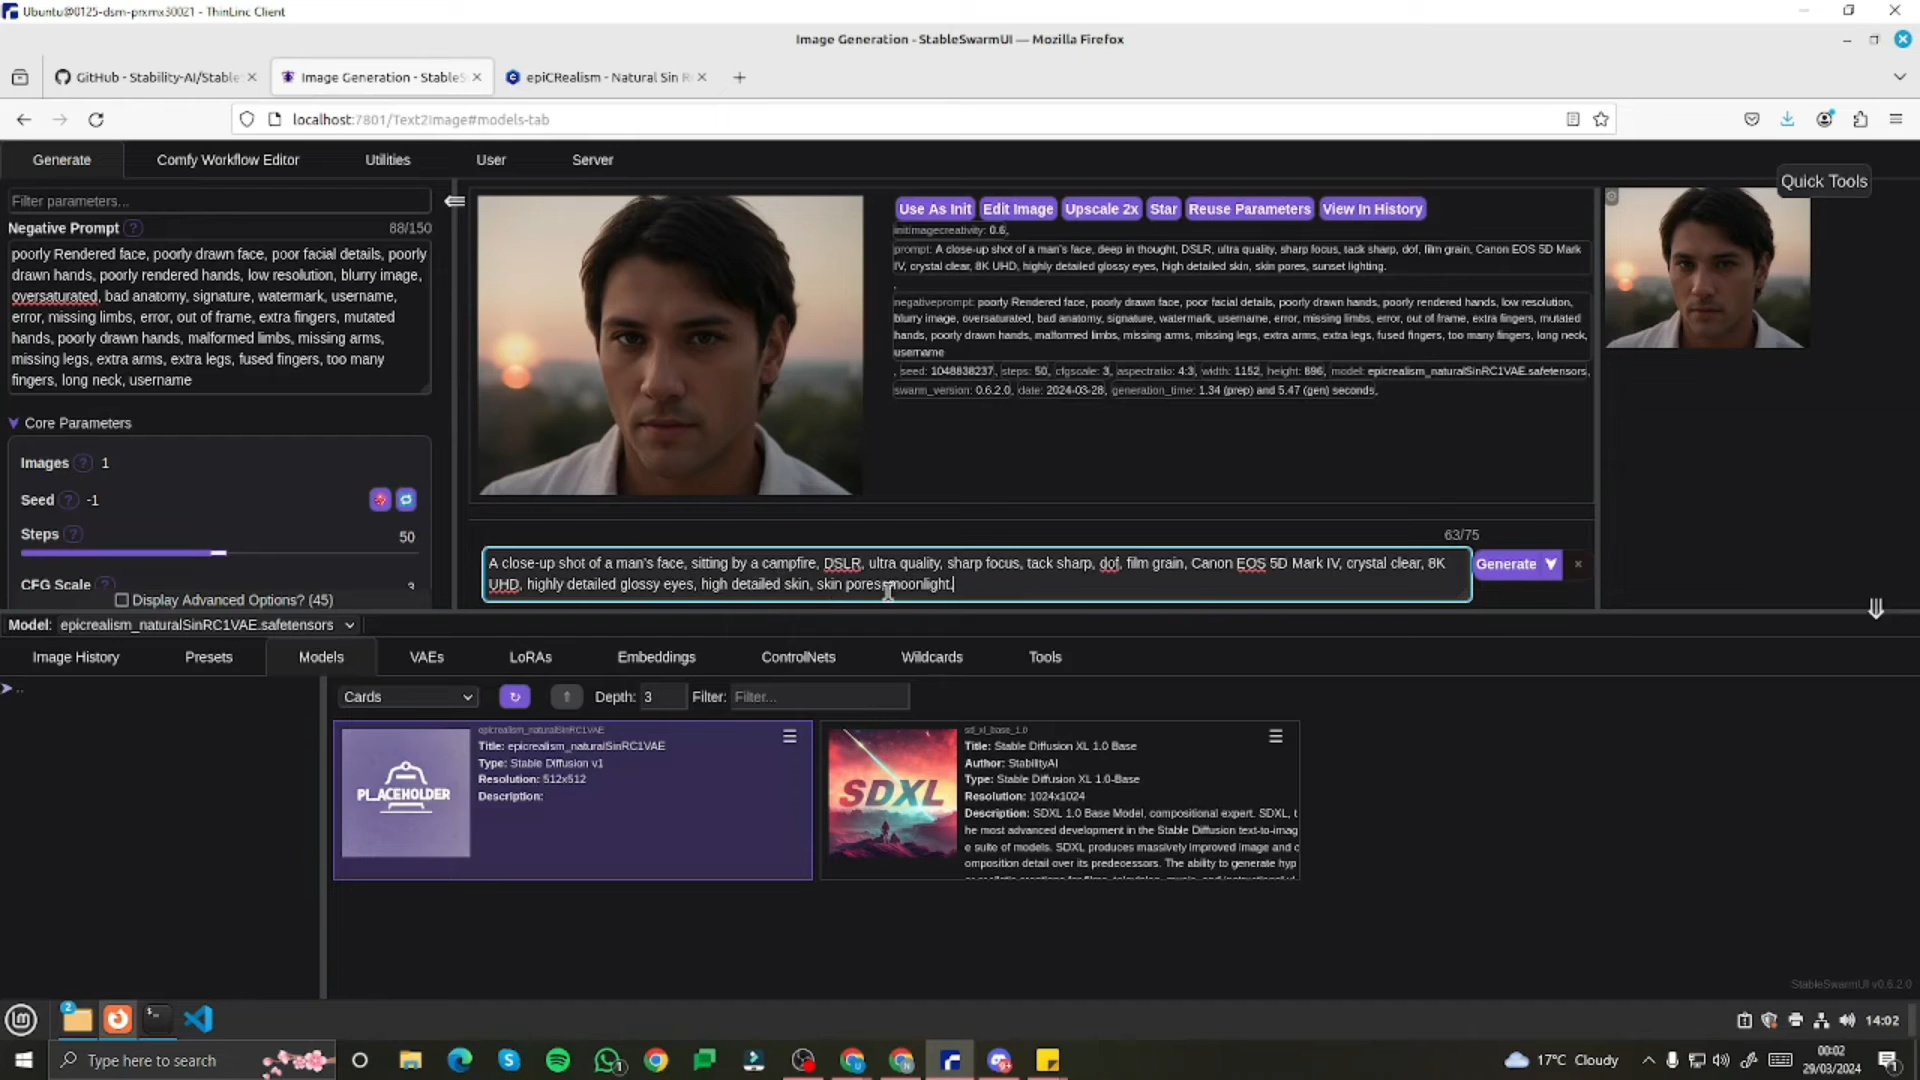 Ubuntu@0125-dsm-prxmx30021 - ThinLinc Client
Image Generation - StableSwarmUI — Mozilla Firefox
GitHub - Stability-AI/Stable
Image Generation - StableS
epiCRealism - Natural Sin R
localhost:7801/Text2Image#models-tab
Generate
Comfy Workflow Editor
Utilities
User
Server
Quick Tools
Filter parameters...
Negative Prompt ?
88/150
poorly Rendered face, poorly drawn face, poor facial details, poorly
drawn hands, poorly rendered hands, low resolution, blurry image,
oversaturated, bad anatomy, signature, watermark, username,
error, missing limbs, error, out of frame, extra fingers, mutated
hands, poorly drawn hands, malformed limbs, missing arms,
missing legs, extra arms, extra legs, fused fingers, too many
fingers, long neck, username
Core Parameters
Images ? 1
Seed ? -1
Steps ?
50
CFG Scale ?
3
Display Advanced Options? (45)
Use As Init
Edit Image
Upscale 2x
Star
Reuse Parameters
View In History
initimagecreativity: 0.6,
prompt: A close-up shot of a man's face, deep in thought, DSLR, ultra quality, sharp focus, tack sharp, dof, film grain, Canon EOS 5D Mark
IV, crystal clear, 8K UHD, highly detailed glossy eyes, high detailed skin, skin pores, sunset lighting.
,
negativeprompt: poorly Rendered face, poorly drawn face, poor facial details, poorly drawn hands, poorly rendered hands, low resolution,
blurry image, oversaturated, bad anatomy, signature, watermark, username, error, missing limbs, error, out of frame, extra fingers, mutated
hands, poorly drawn hands, malformed limbs, missing arms, missing legs, extra arms, extra legs, fused fingers, too many fingers, long neck,
username
, seed: 1048838237, steps: 50, cfgscale: 3, aspectratio: 4:3, width: 1152, height: 896, model: epicrealism_naturalSinRC1VAE.safetensors,
swarm_version: 0.6.2.0, date: 2024-03-28, generation_time: 1.34 (prep) and 5.47 (gen) seconds,
63/75
A close-up shot of a man's face, sitting by a campfire, DSLR, ultra quality, sharp focus, tack sharp, dof, film grain, Canon EOS 5D Mark IV, crystal clear, 8K
UHD, highly detailed glossy eyes, high detailed skin, skin pores, moonlight.
Generate
Model: epicrealism_naturalSinRC1VAE.safetensors
Image History
Presets
Models
VAEs
LoRAs
Embeddings
ControlNets
Wildcards
Tools
..
Cards
Depth: 3
Filter: Filter...
PLACEHOLDER
epicrealism_naturalSinRC1VAE
Title: epicrealism_naturalSinRC1VAE
Type: Stable Diffusion v1
Resolution: 512x512
Description:
SDXL
sd_xl_base_1.0
Title: Stable Diffusion XL 1.0 Base
Author: StabilityAI
Type: Stable Diffusion XL 1.0-Base
Resolution: 1024x1024
Description: SDXL 1.0 Base Model, compositional expert. SDXL, t
he most advanced development in the Stable Diffusion text-to-imag
e suite of models. SDXL produces massively improved image and c
omposition detail over its predecessors. The ability to generate hyp
StableSwarmUI v0.6.2.0
2
14:02
Type here to search
1
17°C Cloudy
00:02
29/03/2024
1